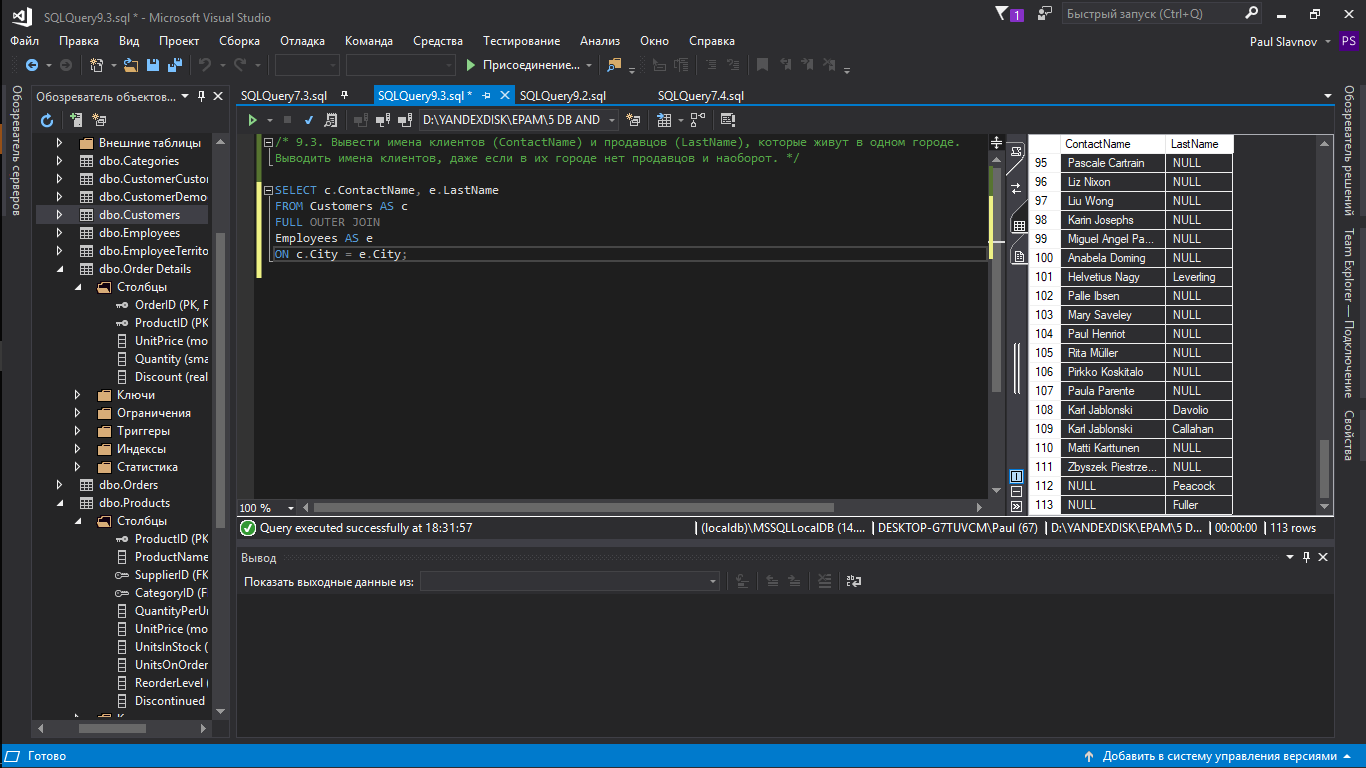 SQLQuery9.3.sql * - Microsoft Visual Studio
1
Быстрый запуск (Ctrl+Q)
Файл Правка Вид Проект Сборка Отладка Команда Средства Тестирование Анализ Окно Справка
Paul Slavnov PS
Присоединение...
Обозреватель серверов
Обозреватель объектов...
Внешние таблицы
dbo.Categories
dbo.CustomerCustor
dbo.CustomerDemo
dbo.Customers
dbo.Employees
dbo.EmployeeTerrito
dbo.Order Details
Столбцы
OrderID (PK, F
ProductID (PK
UnitPrice (mo
Quantity (sma
Discount (real
Ключи
Ограничения
Триггеры
Индексы
Статистика
dbo.Orders
dbo.Products
Столбцы
ProductID (PK
ProductName
SupplierID (FK
CategoryID (F
QuantityPerUr
UnitPrice (mo
UnitsInStock (
UnitsOnOrder
ReorderLevel (
Discontinued
SQLQuery7.3.sql
SQLQuery9.3.sql *
SQLQuery9.2.sql
SQLQuery7.4.sql
D:\YANDEXDISK\EPAM\5 DB AND
/* 9.3. Вывести имена клиентов (ContactName) и продавцов (LastName), которые живут в одном городе.
Выводить имена клиентов, даже если в их городе нет продавцов и наоборот. */
SELECT c.ContactName, e.LastName
FROM Customers AS c
FULL OUTER JOIN
Employees AS e
ON c.City = e.City;
100 %
ContactName LastName
95 Pascale Cartrain NULL
96 Liz Nixon NULL
97 Liu Wong NULL
98 Karin Josephs NULL
99 Miguel Angel Pa... NULL
100 Anabela Doming NULL
101 Helvetius Nagy Leverling
102 Palle Ibsen NULL
103 Mary Saveley NULL
104 Paul Henriot NULL
105 Rita Müller NULL
106 Pirkko Koskitalo NULL
107 Paula Parente NULL
108 Karl Jablonski Davolio
109 Karl Jablonski Callahan
110 Matti Karttunen NULL
111 Zbyszek Piestrze... NULL
112 NULL Peacock
113 NULL Fuller
Query executed successfully at 18:31:57
(localdb)\MSSQLLocalDB (14....
DESKTOP-G7TUVCM\Paul (67)
D:\YANDEXDISK\EPAM\5 D...
00:00:00
113 rows
Вывод
Показать выходные данные из:
Обозреватель решений
Team Explorer — Подключение
Свойства
Готово
Добавить в систему управления версиями